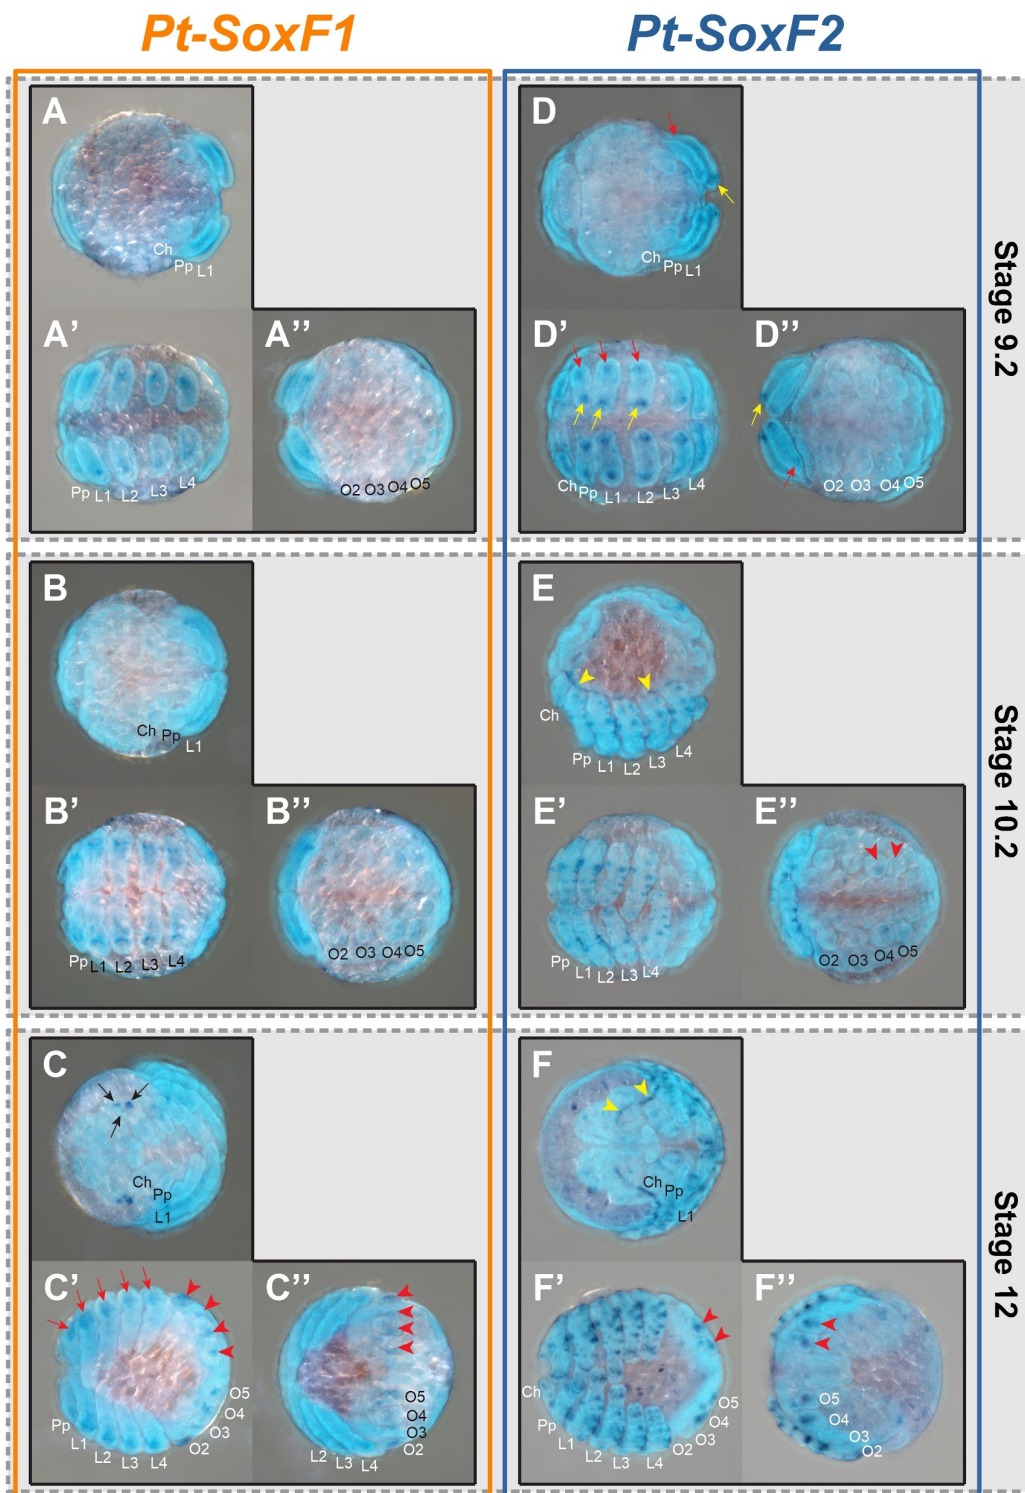 Pt-SoxF1
Pt-SoxF2
A
Ch
Pp
L1
A’
Pp L1 L2 L3 L4
A’’
O2 O3 O4 O5
D
Ch
Pp L1
D’
Ch Pp L1 L2 L3 L4
D’’
O2 O3 O4 O5
Stage 9.2
B
Ch Pp L1
B’
Pp L1 L2 L3 L4
B’’
O2 O3 O4 O5
E
Ch
Pp L1 L2 L3 L4
E’
Pp L1 L2 L3 L4
E’’
O2 O3 O4 O5
Stage 10.2
C
Ch
Pp
L1
C’
Pp L1 L2 L3 L4
O2 O3 O4 O5
C’’
O5
O4
O3
O2
L2 L3 L4
F
Ch Pp
L1
F’
Ch
Pp L1 L2 L3 L4 O2 O3 O4 O5
F’’
O5
O4
O3
O2
Stage 12